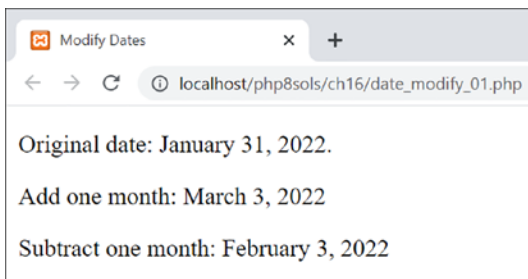 Modify Dates
localhost/php8sols/ch16/date_modify_01.php
Original date: January 31, 2022.
Add one month: March 3, 2022
Subtract one month: February 3, 2022